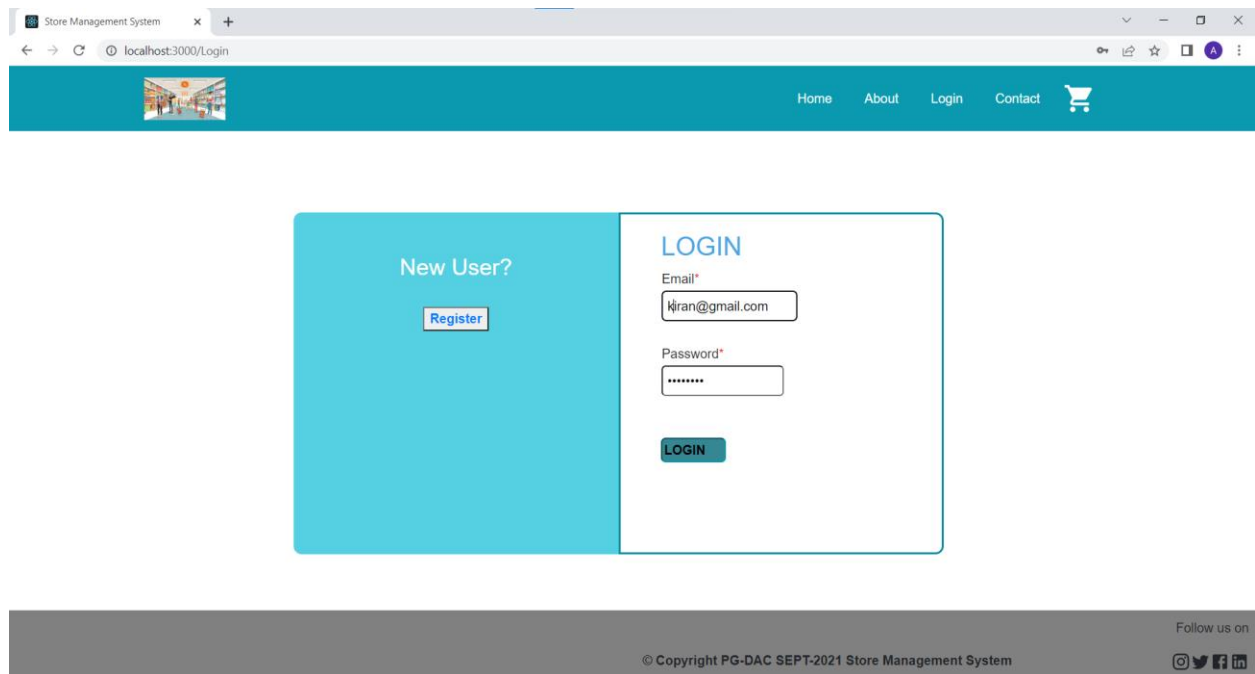 Store Management System
localhost:3000/Login
A
Home About Login Contact
New User?
Register
LOGIN
Email*
kiran@gmail.com
Password*
••••••••
LOGIN
Follow us on
© Copyright PG-DAC SEPT-2021 Store Management System